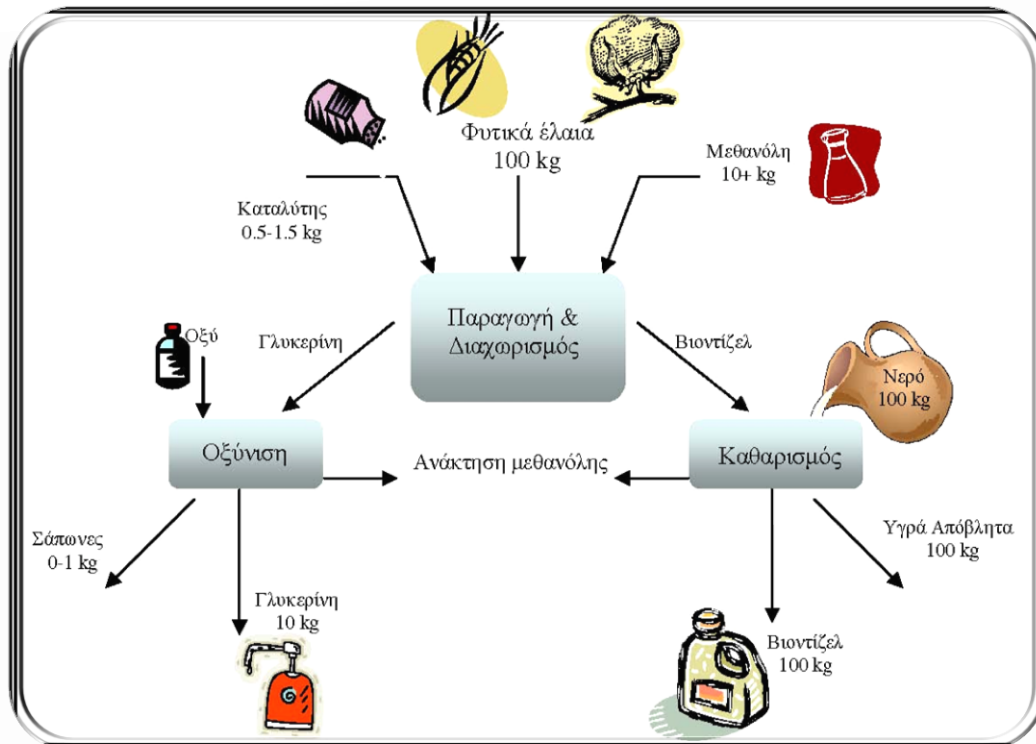 Φυτικά έλαια
100 kg
Μεθανόλη
10+ kg
Καταλύτης
0.5-1.5 kg
Παραγωγή &
Διαχωρισμός
Οξύ
Γλυκερίνη
Βιοντίζελ
Νερό
100 kg
Οξύνιση
Ανάκτηση μεθανόλης
Καθαρισμός
Σάπωνες
0-1 kg
Υγρά Απόβλητα
100 kg
Γλυκερίνη
10 kg
Βιοντίζελ
100 kg